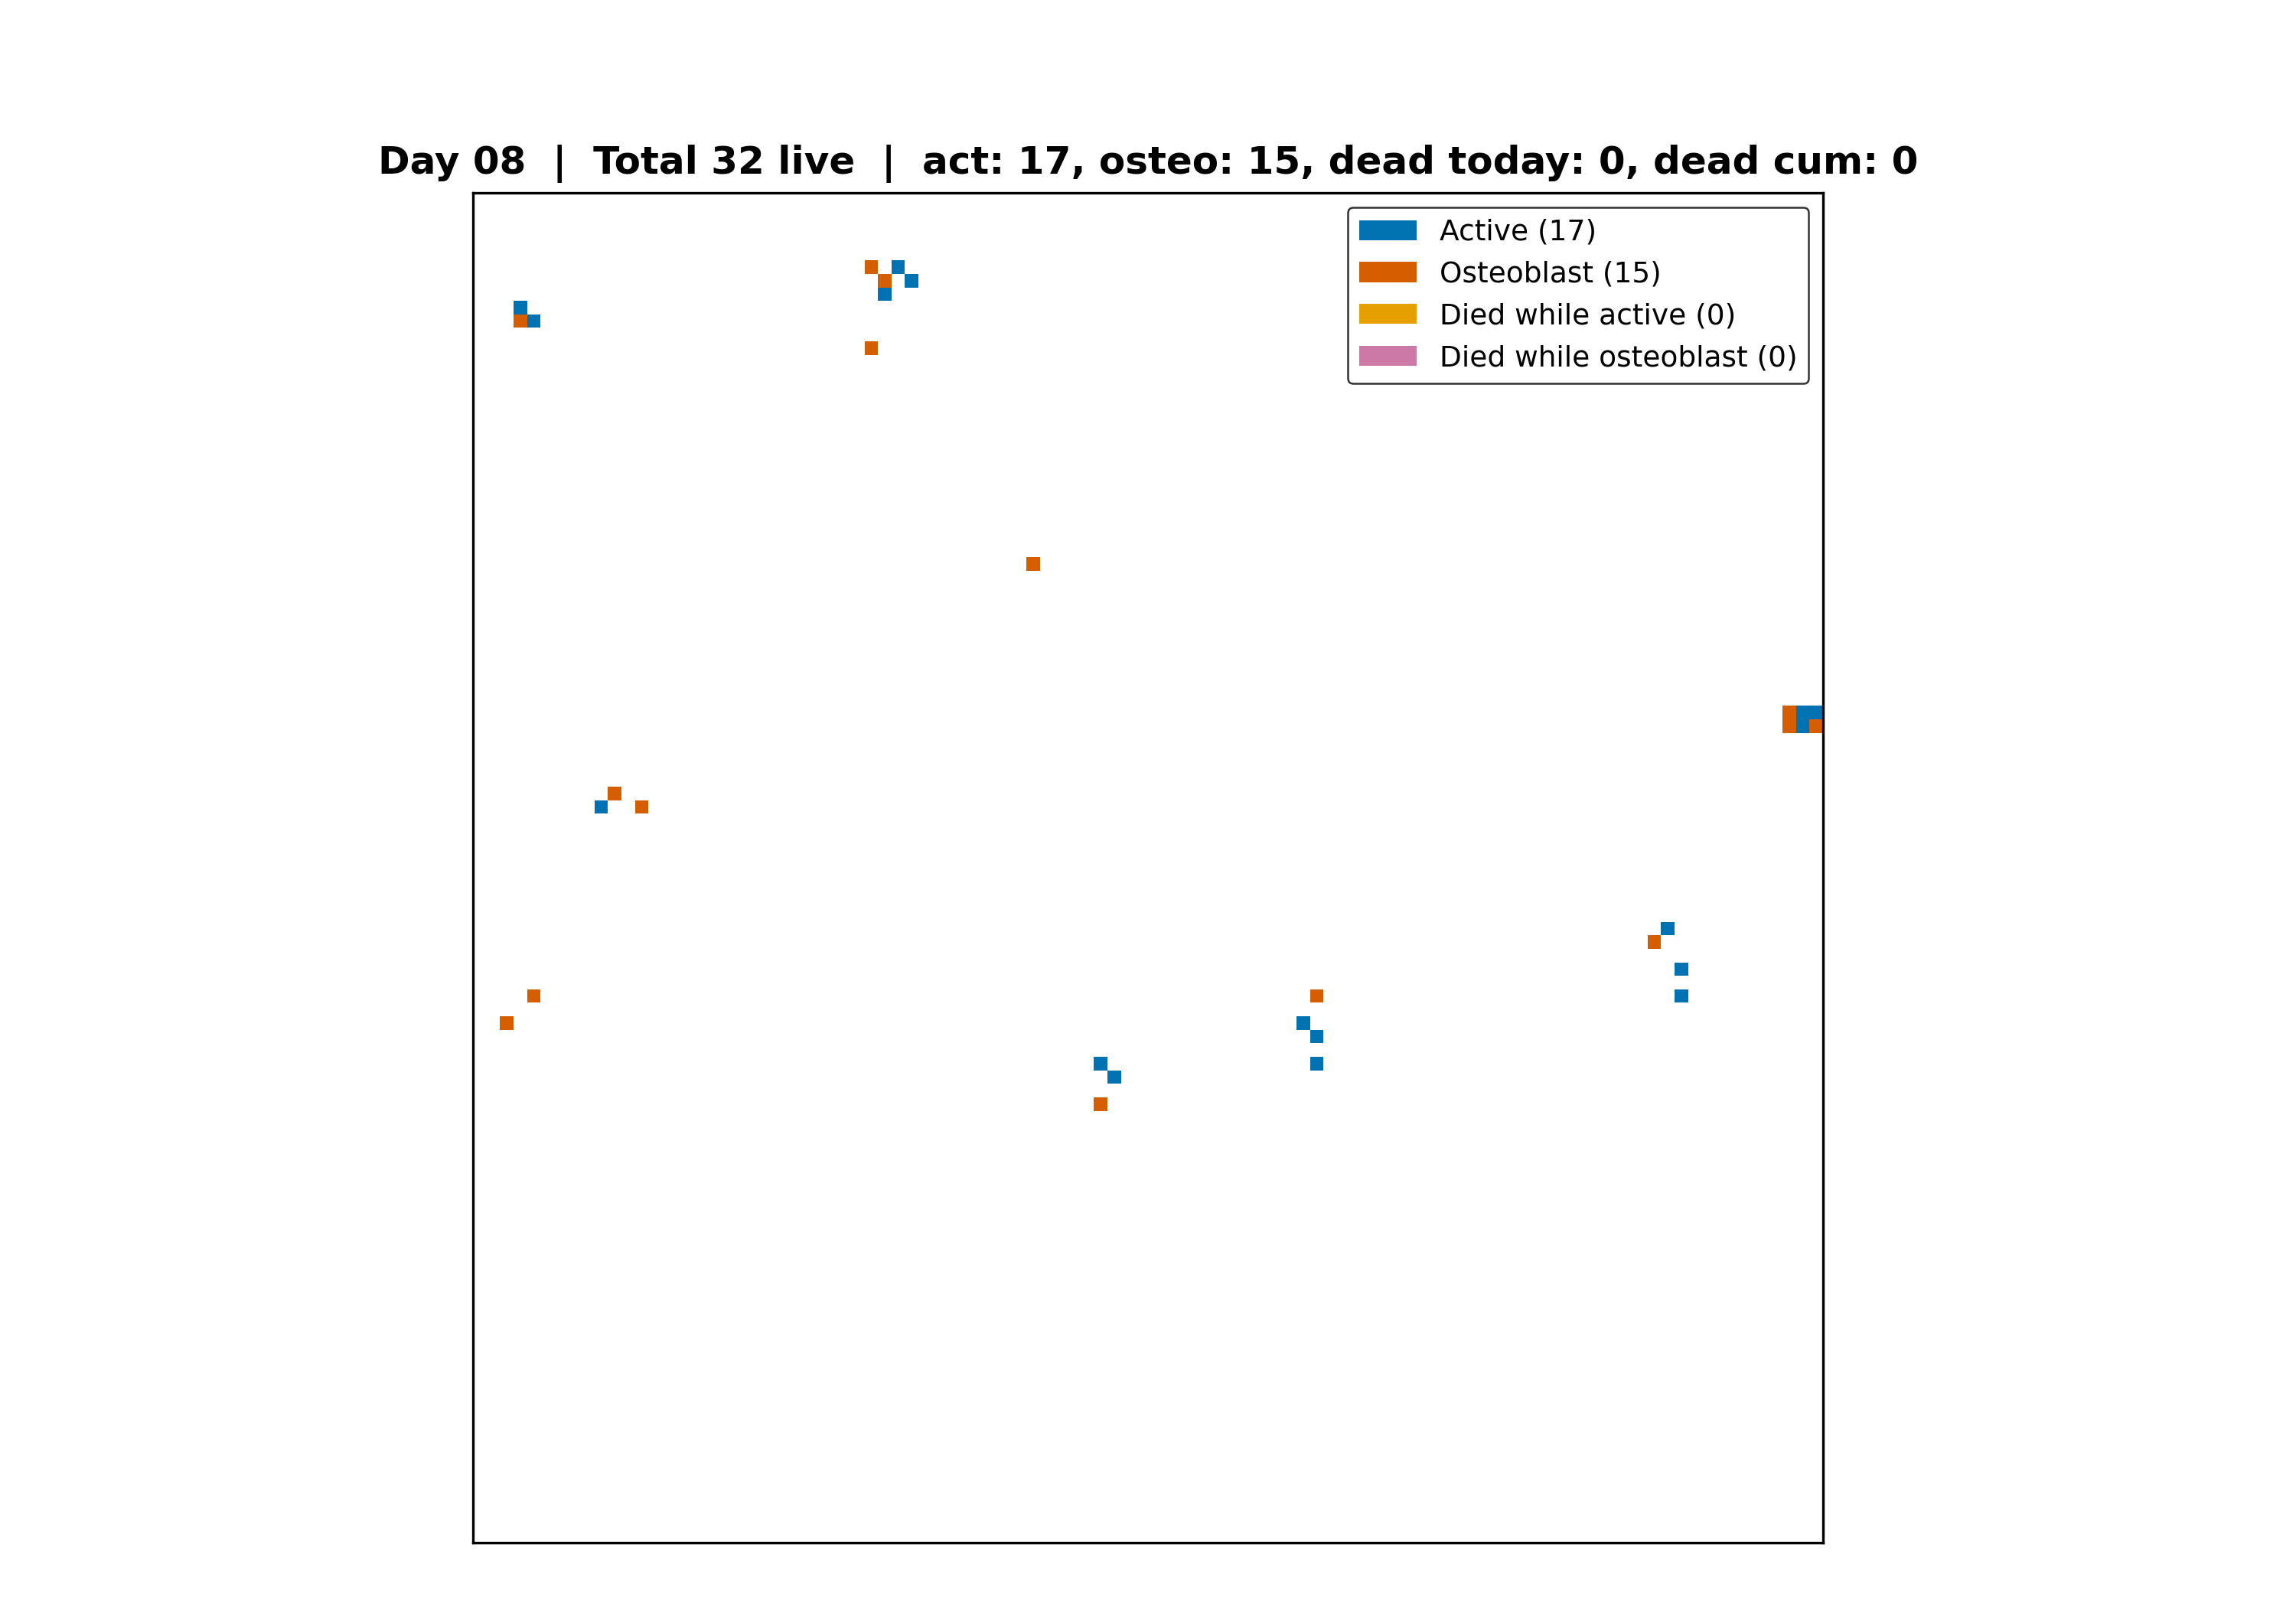 Day 08 | Total 32 live | act: 17, osteo: 15, dead today: 0, dead cum: 0
Active (17)
Osteoblast (15)
Died while active (0)
Died while osteoblast (0)